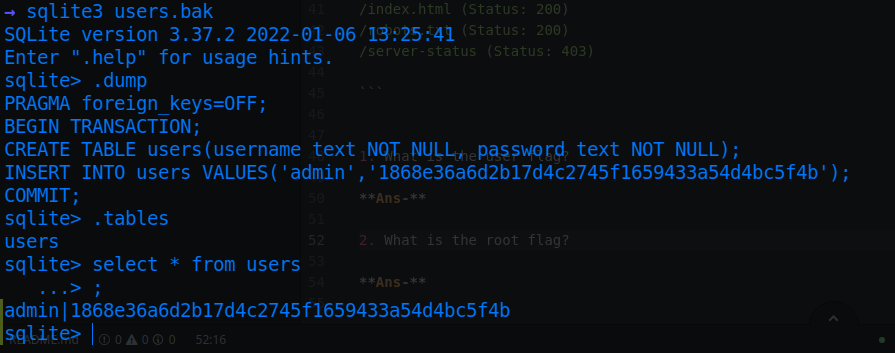 → sqlite3 users.bak
SQLite version 3.37.2 2022-01-06 13:25:41
Enter ".help" for usage hints.
sqlite> .dump
PRAGMA foreign_keys=OFF;
BEGIN TRANSACTION;
CREATE TABLE users(username text NOT NULL, password text NOT NULL);
INSERT INTO users VALUES('admin','1868e36a6d2b17d4c2745f1659433a54d4bc5f4b');
COMMIT;
sqlite> .tables
users
sqlite> select * from users
...> ;
admin|1868e36a6d2b17d4c2745f1659433a54d4bc5f4b
sqlite>
41 /index.html (Status: 200)
/robots.txt (Status: 200)
/server-status (Status: 403)
44
45 ```
46
47
1. What is the user flag?
50 **Ans-**
51
52 2. What is the root flag?
53
54 **Ans-**
README.md 0 0 0 52:16